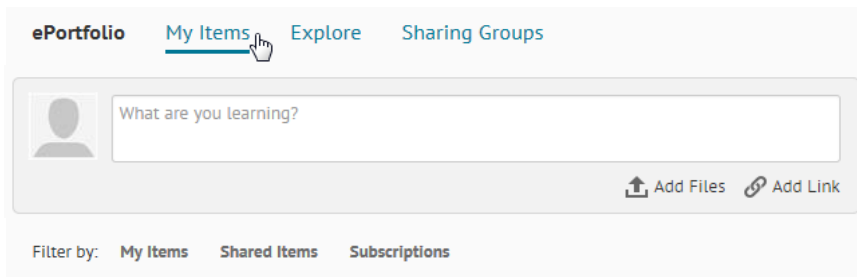 ePortfolio My Items Explore Sharing Groups
What are you learning?
Add Files Add Link
Filter by: My Items Shared Items Subscriptions